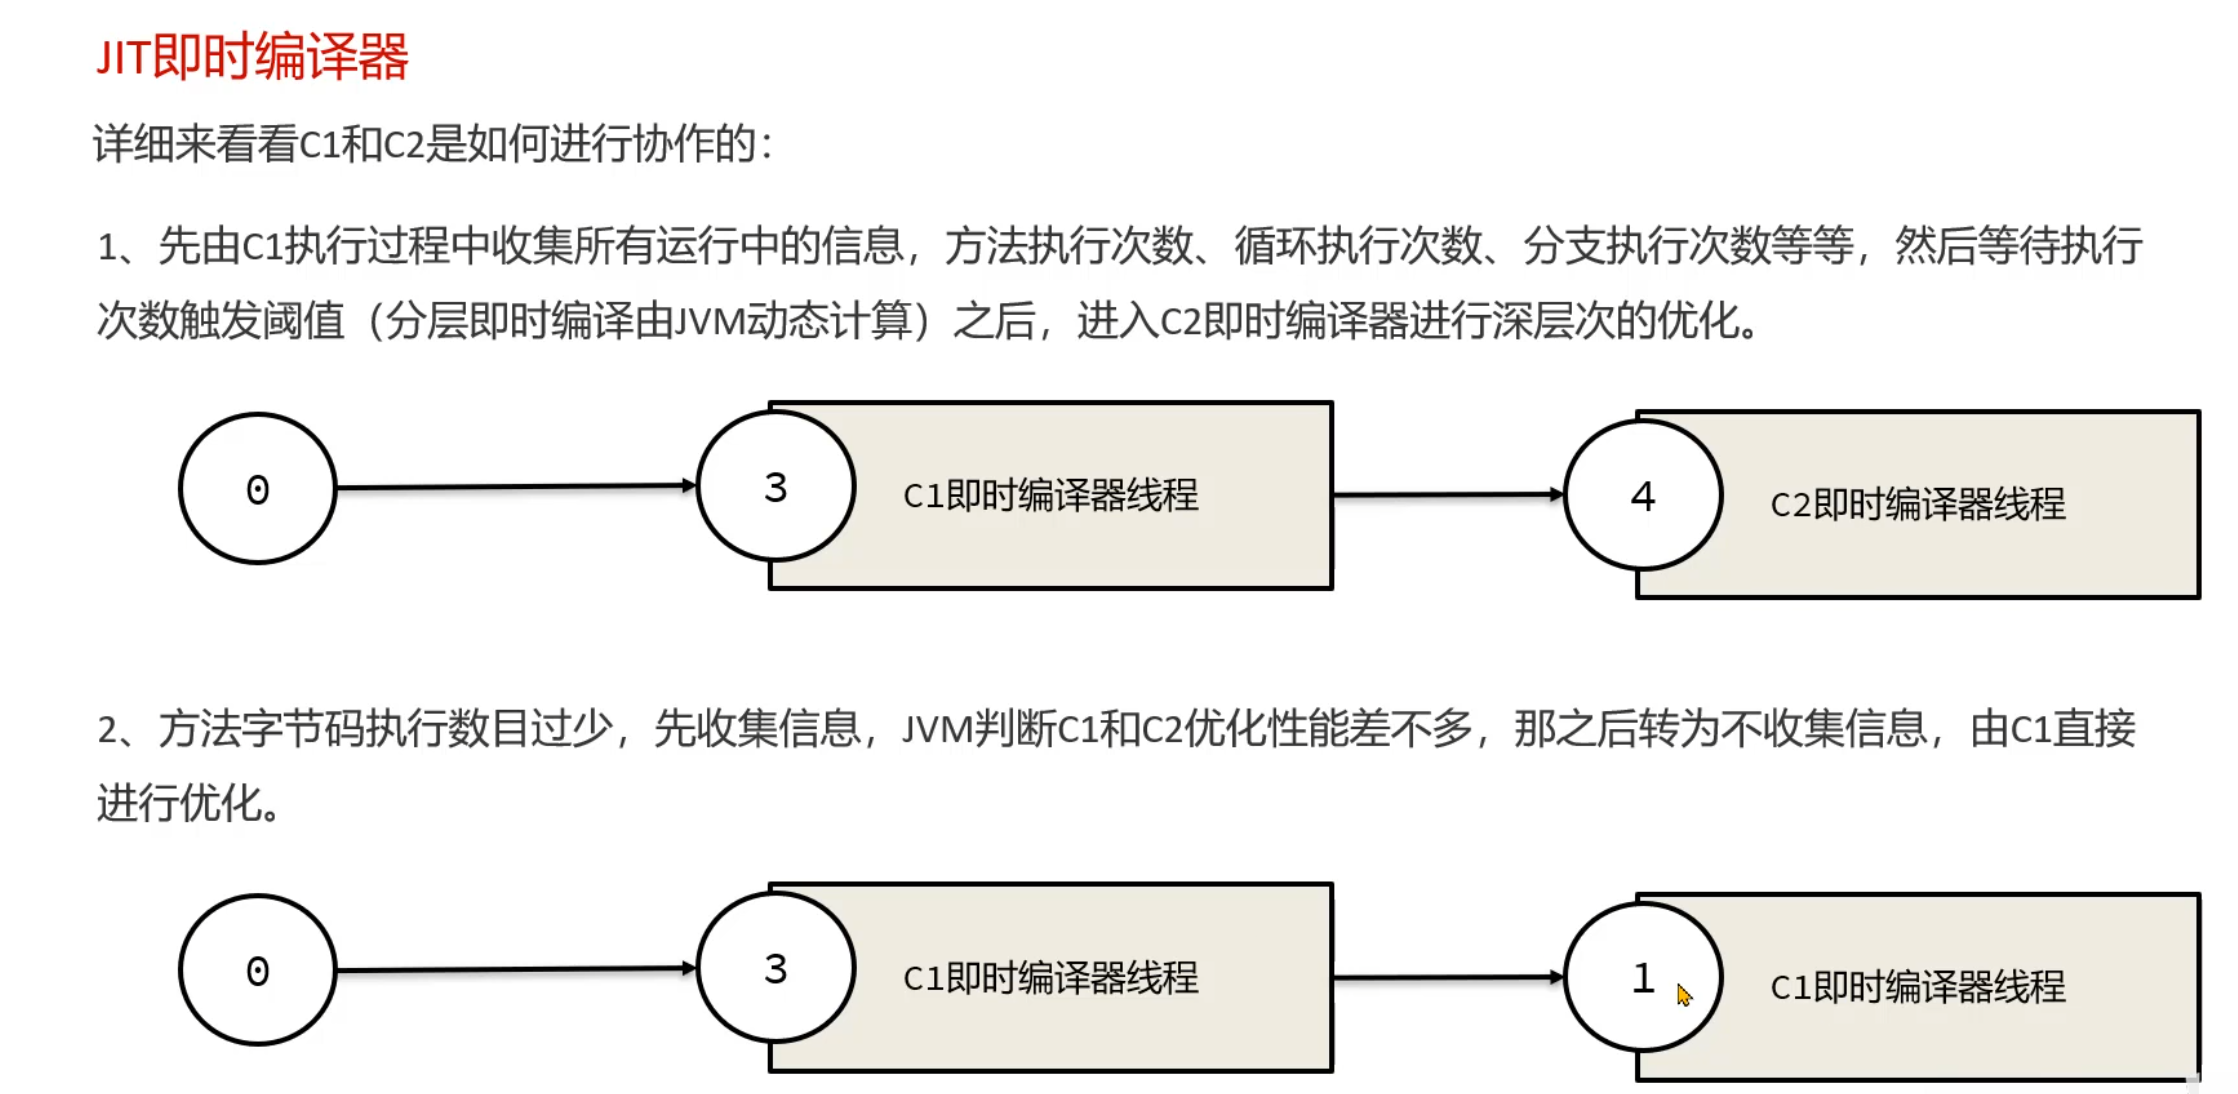 JIT即时编译器
详细来看看C1和C2是如何进行协作的：
1、先由C1执行过程中收集所有运行中的信息，方法执行次数、循环执行次数、分支执行次数等等，然后等待执行
次数触发阈值（分层即时编译由JVM动态计算）之后，进入C2即时编译器进行深层次的优化。
0
3
C1即时编译器线程
4
C2即时编译器线程
2、方法字节码执行数目过少，先收集信息，JVM判断C1和C2优化性能差不多，那之后转为不收集信息，由C1直接
进行优化。
0
3
C1即时编译器线程
1
C1即时编译器线程